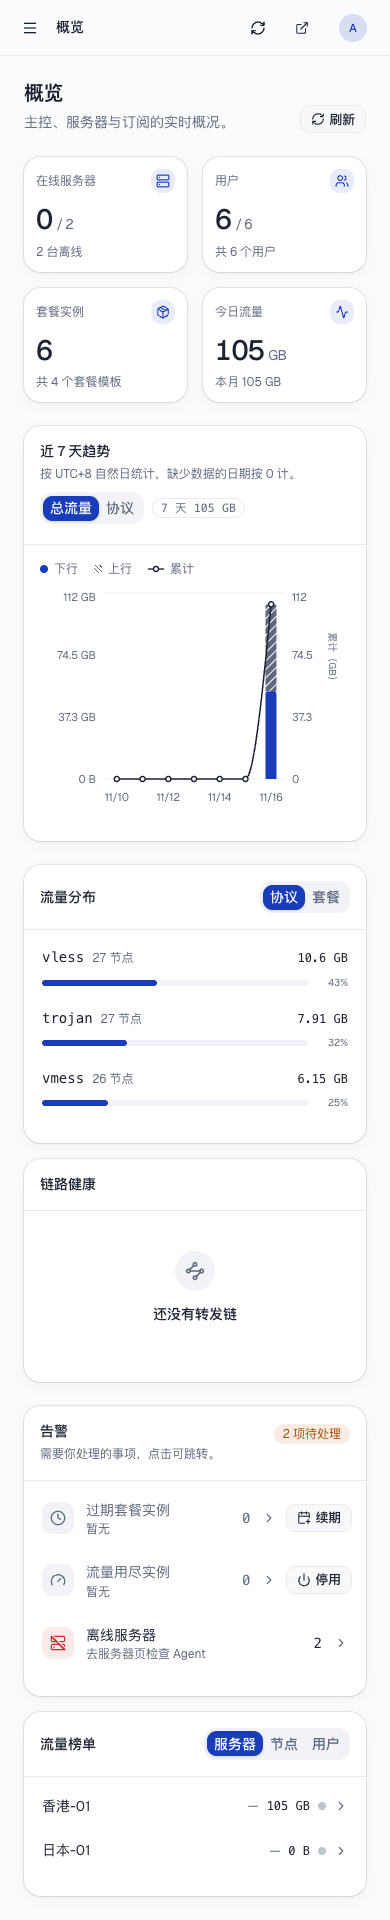 概览
A
概览
主控、服务器与订阅的实时概况。
刷新
在线服务器
0 / 2
2 台离线
用户
6 / 6
共 6 个用户
套餐实例
6
共 4 个套餐模板
今日流量
105 GB
本月 105 GB
近 7 天趋势
按 UTC+8 自然日统计，缺少数据的日期按 0 计。
总流量 协议 7 天 105 GB
下行 上行 累计
112 GB 112
74.5 GB 74.5
37.3 GB 37.3
0 B 0
累计 (GB)
11/10 11/12 11/14 11/16
流量分布
协议 套餐
vless 27 节点 10.6 GB
43%
trojan 27 节点 7.91 GB
32%
vmess 26 节点 6.15 GB
25%
链路健康
还没有转发链
告警
2 项待处理
需要你处理的事项，点击可跳转。
过期套餐实例
暂无
0
续期
流量用尽实例
暂无
0
停用
离线服务器
去服务器页检查 Agent
2
流量榜单
服务器 节点 用户
香港-01 — 105 GB
日本-01 — 0 B